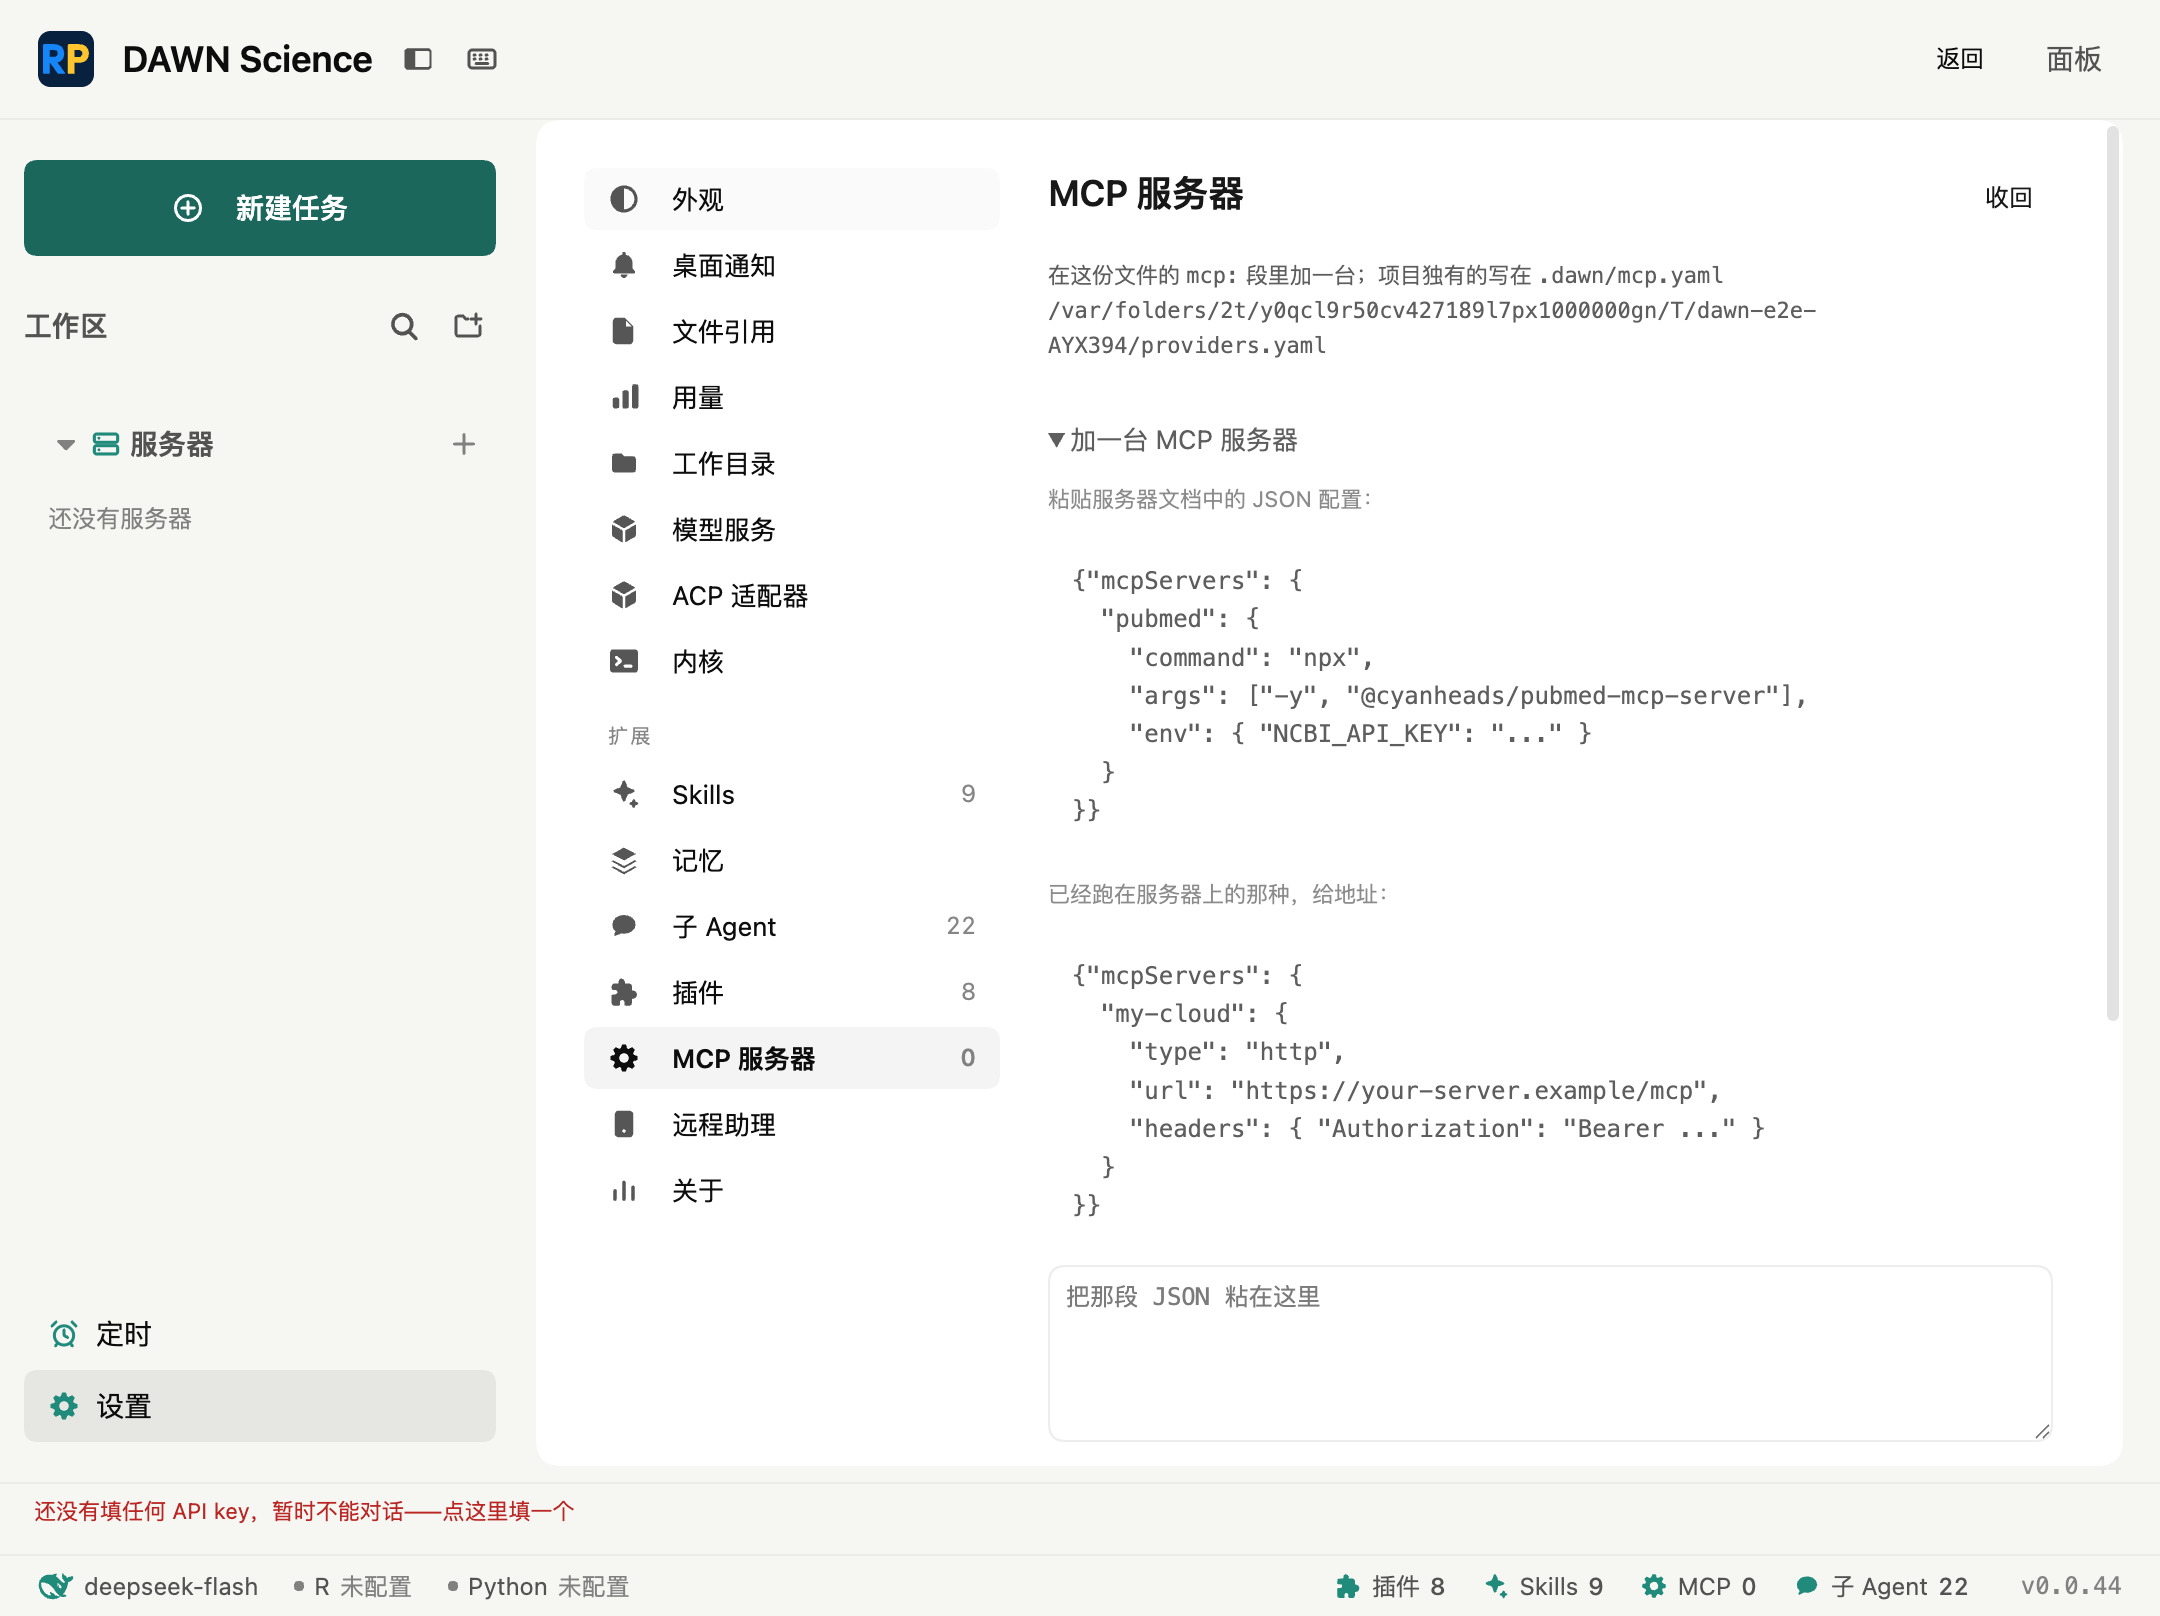 RP DAWN Science
返回
面板
新建任务
工作区
服务器
还没有服务器
定时
设置
外观
桌面通知
文件引用
用量
工作目录
模型服务
ACP 适配器
内核
扩展
Skills 9
记忆
子 Agent 22
插件 8
MCP 服务器 0
远程助理
关于
MCP 服务器
收回
在这份文件的 mcp: 段里加一台；项目独有的写在 .dawn/mcp.yaml
/var/folders/2t/y0qcl9r50cv427189l7px1000000gn/T/dawn-e2e-
AYX394/providers.yaml
▼加一台 MCP 服务器
粘贴服务器文档中的 JSON 配置：
{"mcpServers": {
"pubmed": {
"command": "npx",
"args": ["-y", "@cyanheads/pubmed-mcp-server"],
"env": { "NCBI_API_KEY": "..." }
}
}}
已经跑在服务器上的那种，给地址：
{"mcpServers": {
"my-cloud": {
"type": "http",
"url": "https://your-server.example/mcp",
"headers": { "Authorization": "Bearer ..." }
}
}}
把那段 JSON 粘在这里
还没有填任何 API key，暂时不能对话——点这里填一个
deepseek-flash
R 未配置
Python 未配置
插件 8
Skills 9
MCP 0
子 Agent 22
v0.0.44